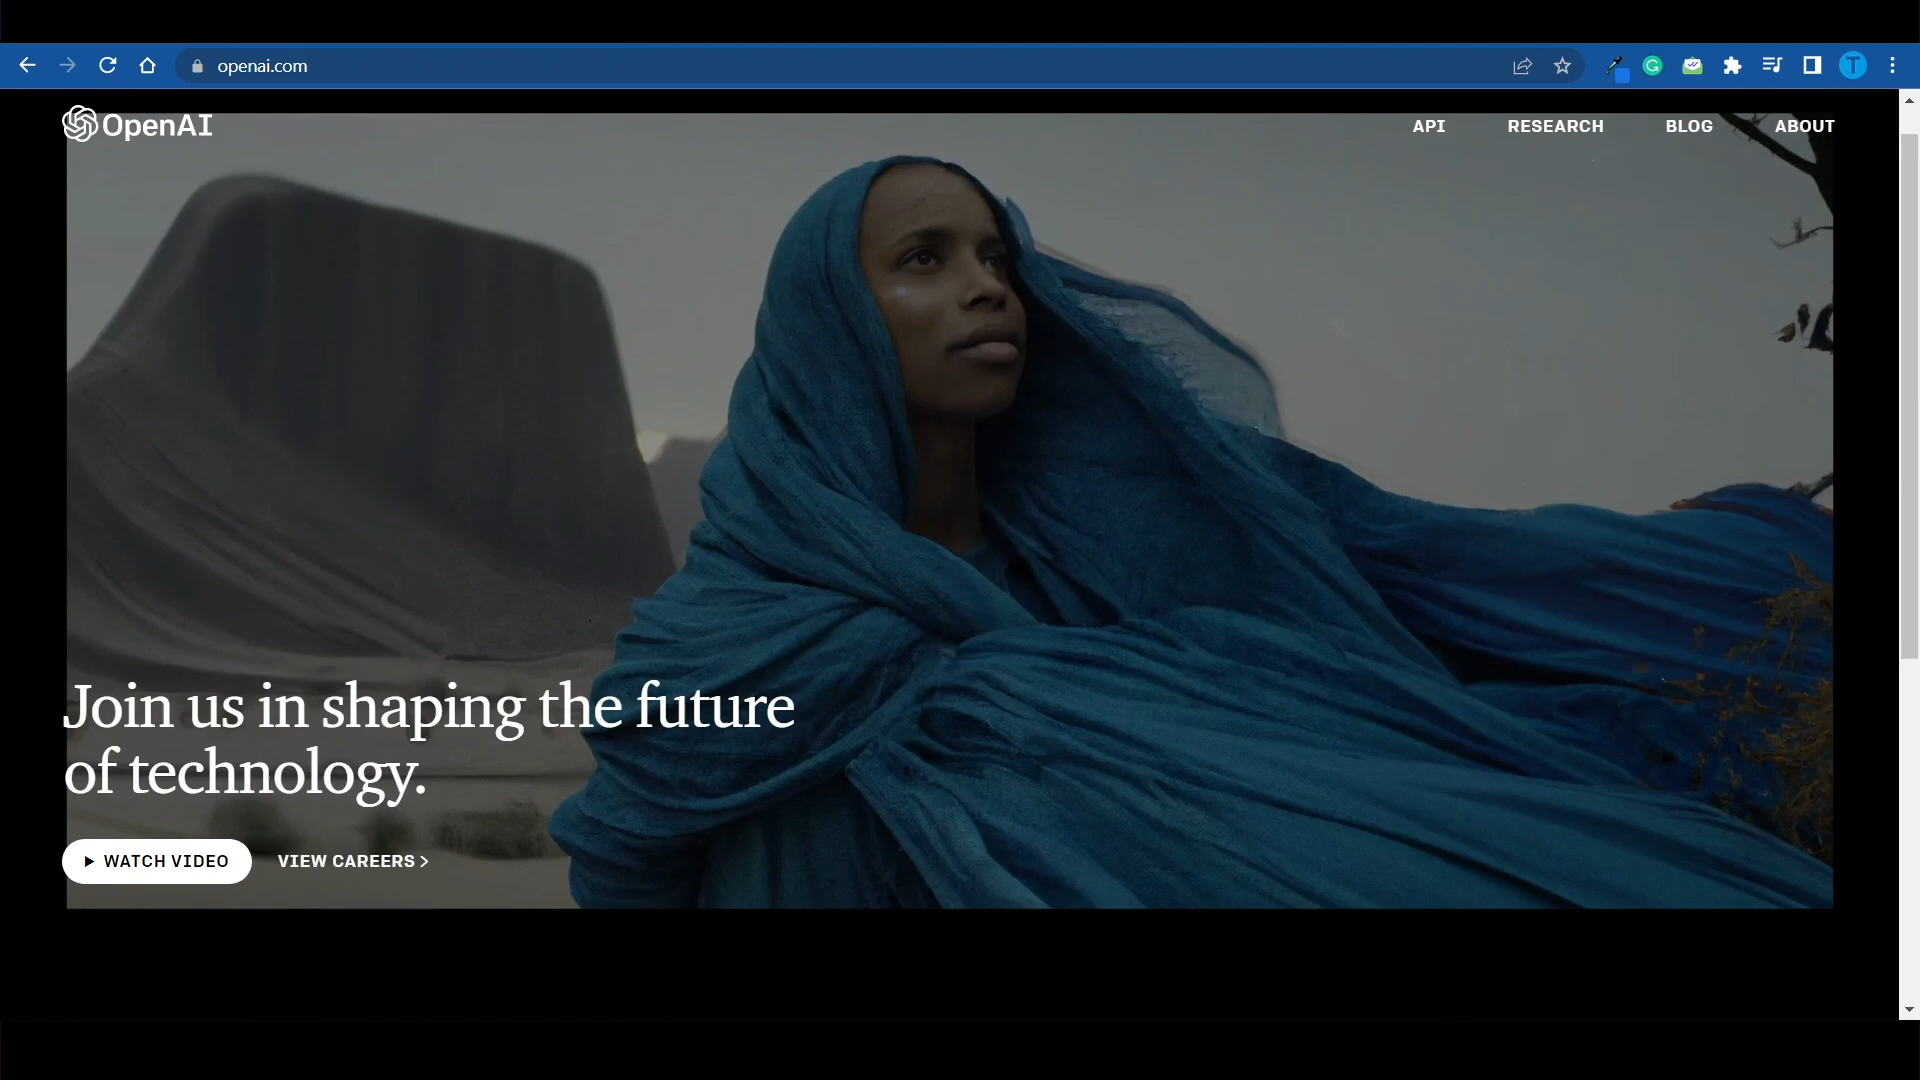 openai.com
T
OpenAI
API
RESEARCH
BLOG
ABOUT
Join us in shaping the future
of technology.
WATCH VIDEO
VIEW CAREERS >